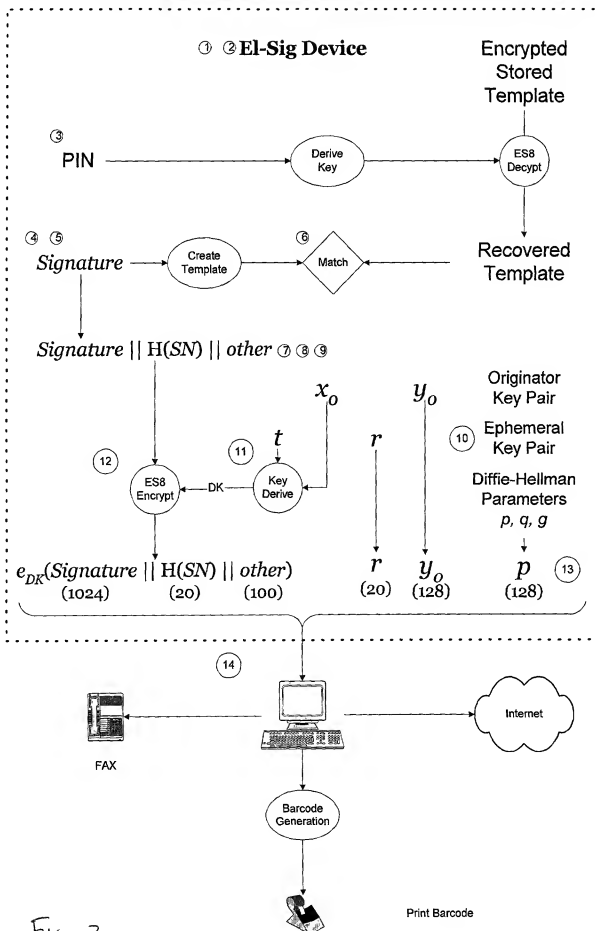 ① ② El-Sig Device
Encrypted
Stored
Template
③
PIN
Derive
Key
ES8
Decypt
④ ⑤
Signature
Create
Template
⑥
Match
Recovered
Template
Signature || H(SN) || other ⑦ ⑧ ⑨
x_o
y_o
Originator
Key Pair
t
r
⑩ Ephemeral
Key Pair
⑪
⑫
ES8
Encrypt
DK
Key
Derive
Diffie-Hellman
Parameters
p, q, g
e_DK(Signature || H(SN) || other)
r
y_o
p
⑬
(1024) (20) (100) (20) (128) (128)
⑭
FAX
Internet
Barcode
Generation
Print Barcode